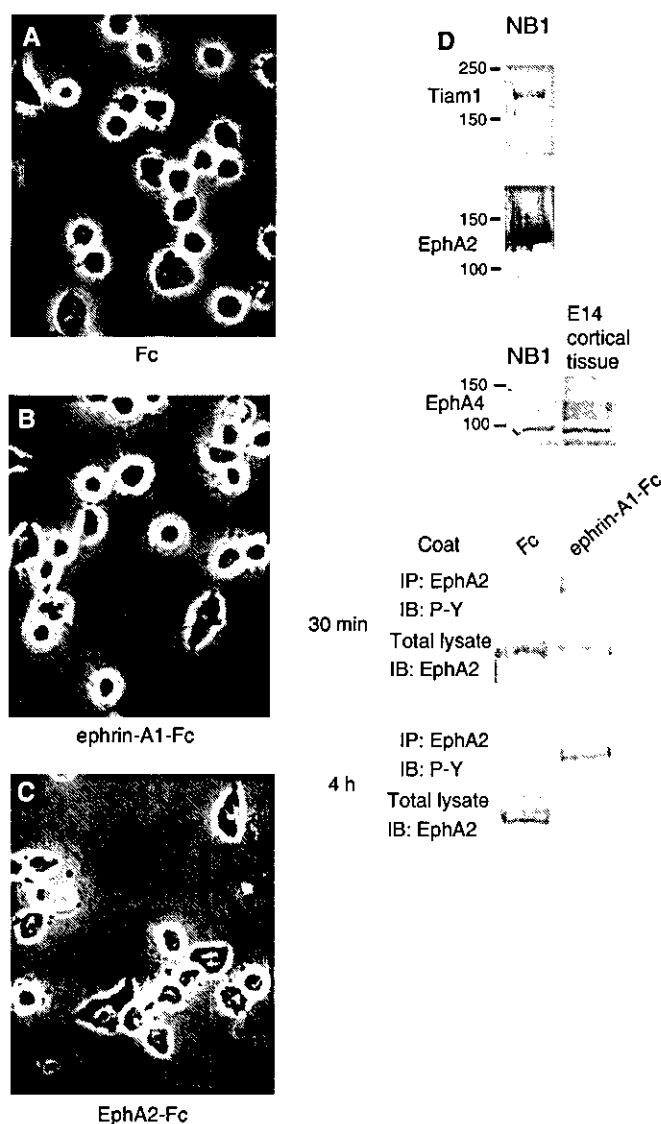 A
Fc
B
ephrin-A1-Fc
C
EphA2-Fc
D
NB1
250
Tiam1
150
150
EphA2
100
NB1
E14
cortical
tissue
150
EphA4
100
Coat
Fc
ephrin-A1-Fc
30 min
IP: EphA2
IB: P-Y
Total lysate
IB: EphA2
4 h
IP: EphA2
IB: P-Y
Total lysate
IB: EphA2